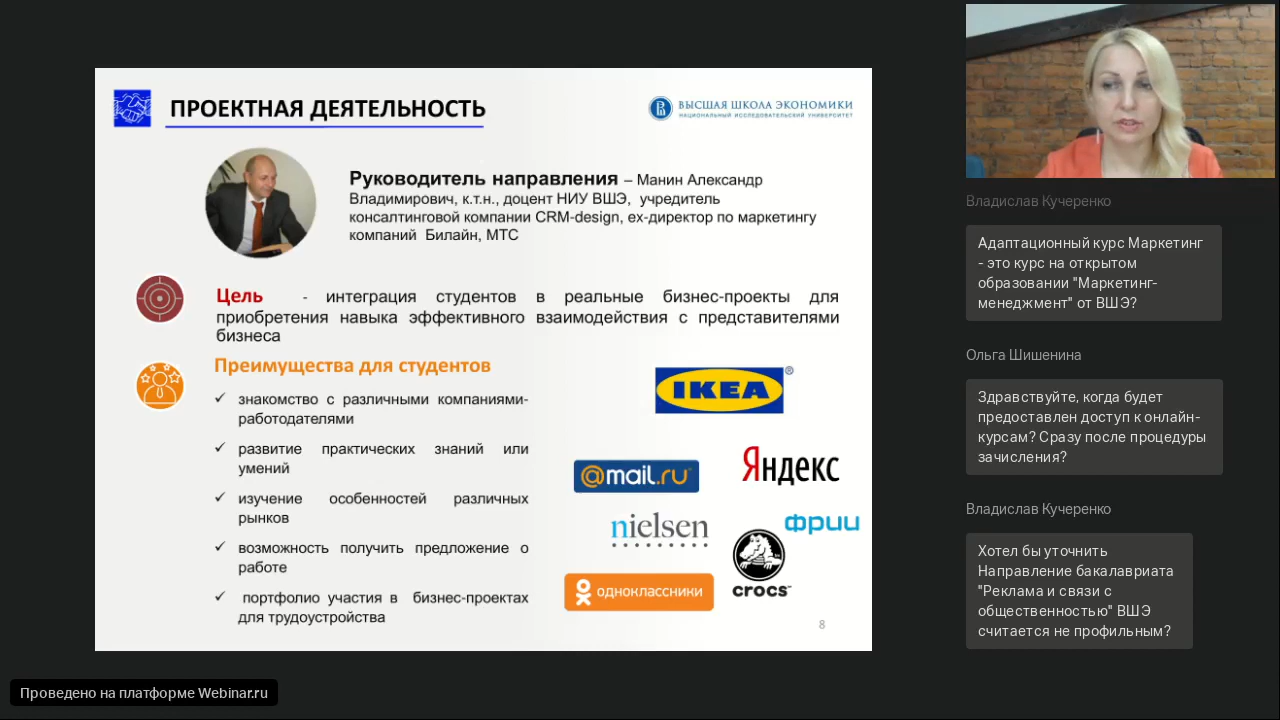 ПРОЕКТНАЯ ДЕЯТЕЛЬНОСТЬ
ВЫСШАЯ ШКОЛА ЭКОНОМИКИ
НАЦИОНАЛЬНЫЙ ИССЛЕДОВАТЕЛЬСКИЙ УНИВЕРСИТЕТ
Руководитель направления – Манин Александр
Владимирович, к.т.н., доцент НИУ ВШЭ, учредитель
консалтинговой компании CRM-design, ex-директор по маркетингу
компаний Билайн, МТС
Цель - интеграция студентов в реальные бизнес-проекты для
приобретения навыка эффективного взаимодействия с представителями
бизнеса
Преимущества для студентов
✓ знакомство с различными компаниями-
работодателями
✓ развитие практических знаний или
умений
✓ изучение особенностей различных
рынков
✓ возможность получить предложение о
работе
✓ портфолио участия в бизнес-проектах
для трудоустройства
IKEA®
@mail.ru
Яндекс
nielsen
фрии
crocs™
одноклассники
8
Владислав Кучеренко
Адаптационный курс Маркетинг
- это курс на открытом
образовании "Маркетинг-
менеджмент" от ВШЭ?
Ольга Шишенина
Здравствуйте, когда будет
предоставлен доступ к онлайн-
курсам? Сразу после процедуры
зачисления?
Владислав Кучеренко
Хотел бы уточнить
Направление бакалавриата
"Реклама и связи с
общественностью" ВШЭ
считается не профильным?
Проведено на платформе Webinar.ru